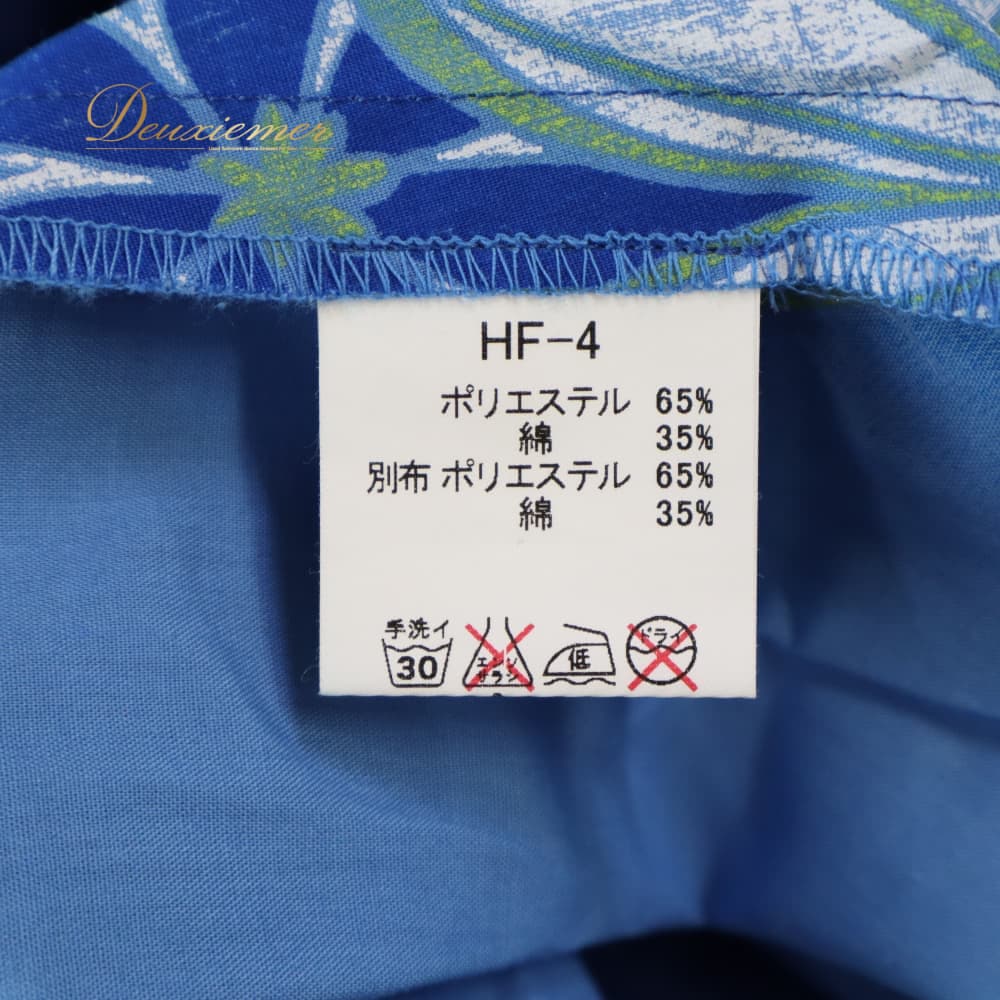 Deuxiemer
HF-4
ポリエステル 65%
綿 35%
別布 ポリエステル 65%
綿 35%
手洗イ
30
エンソ
サラシ
低
ドライ